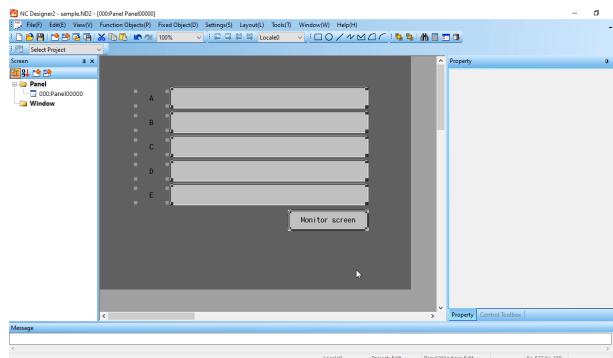 NC Designer2 - sample.ND2 - [000:Panel Panel00000]
File(F) Edit(E) View(V) Function Objects(P) Fixed Object(D) Settings(S) Layout(L) Tools(T) Window(W) Help(H)
100% Locale0
Select Project
Screen
Property
Panel
000:Panel00000
Window
A
B
C
D
E
Monitor screen
Property Control Toolbox
Message